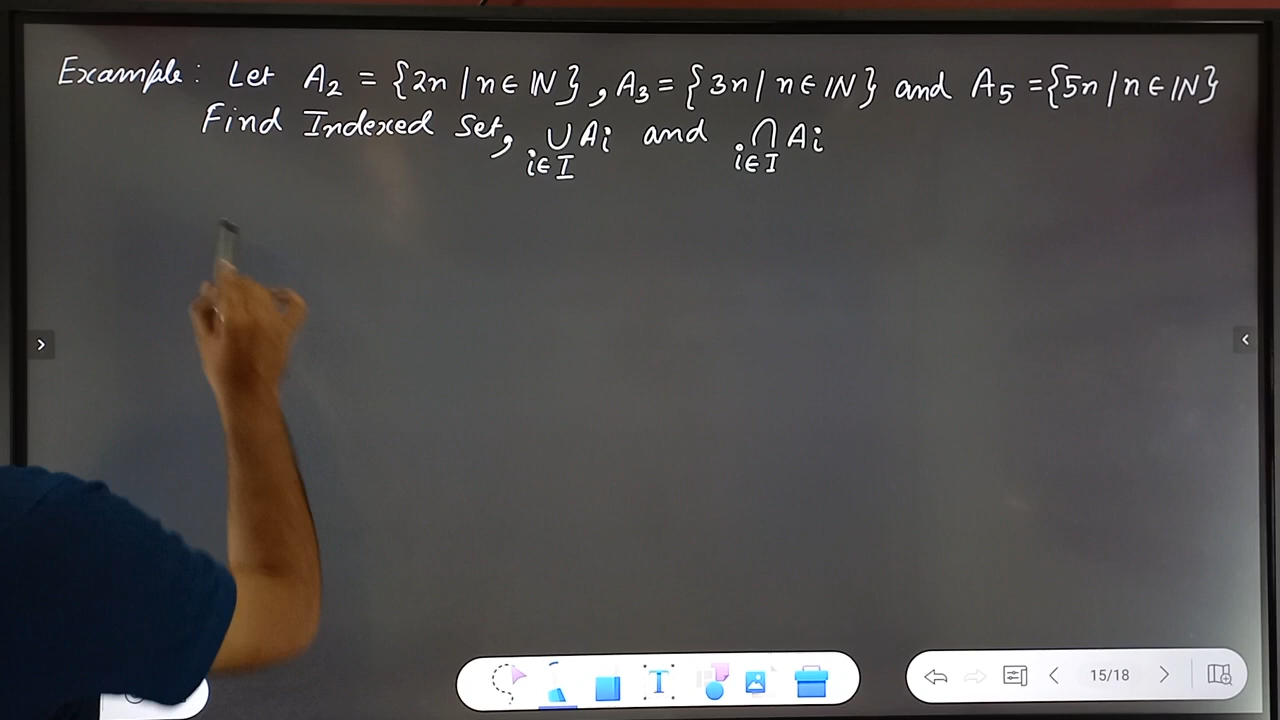 Example: Let A₂ = {2n | n ∈ ℕ}, A₃ = {3n | n ∈ ℕ} and A₅ = {5n | n ∈ ℕ}
Find Indexed Set, ∪ Aᵢ and ∩ Aᵢ
i∈I i∈I
T
15/18